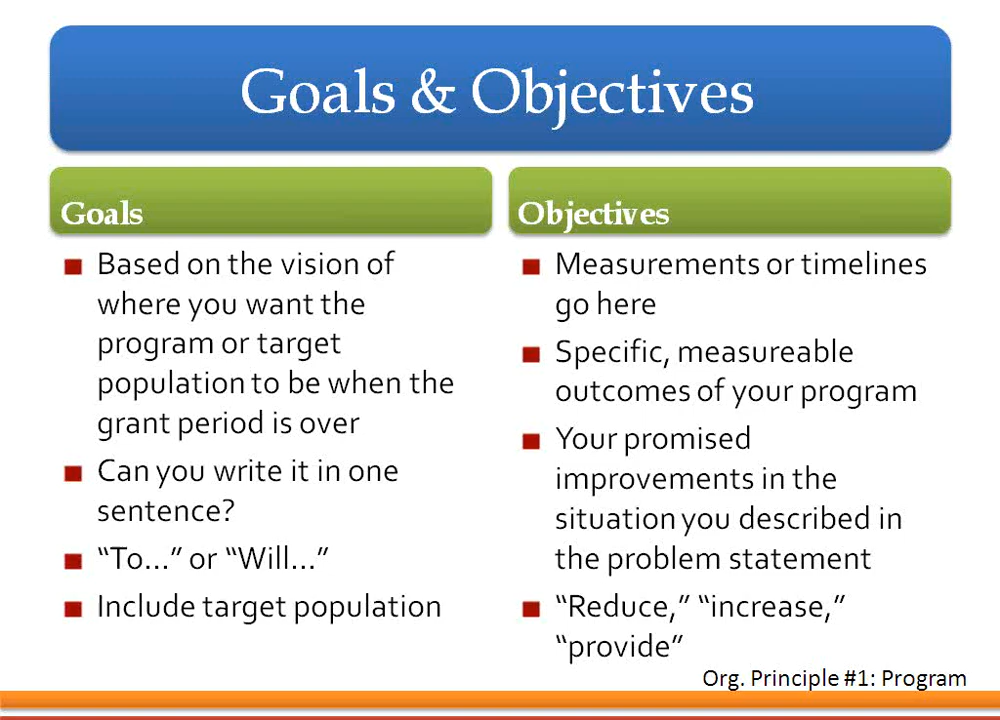 Goals & Objectives
Goals
Based on the vision of
where you want the
program or target
population to be when the
grant period is over
Can you write it in one
sentence?
“To...” or “Will...”
Include target population
Objectives
Measurements or timelines
go here
Specific, measureable
outcomes of your program
Your promised
improvements in the
situation you described in
the problem statement
“Reduce,” “increase,”
“provide”
Org. Principle #1: Program